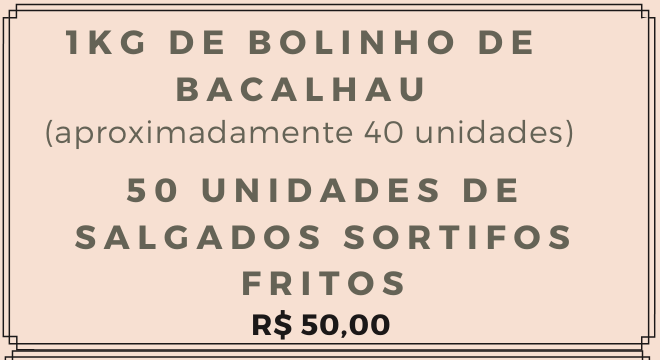 1KG DE BOLINHO DE
BACALHAU
(aproximadamente 40 unidades)
50 UNIDADES DE
SALGADOS SORTIFOS
FRITOS
R$ 50,00